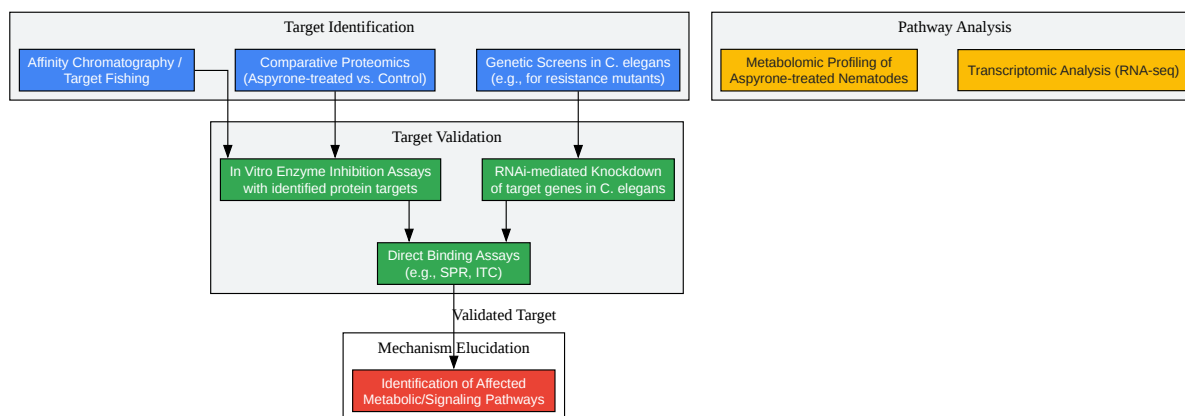 Target Identification
Affinity Chromatography /
Target Fishing
Comparative Proteomics
(Aspyrone-treated vs. Control)
Genetic Screens in C. elegans
(e.g., for resistance mutants)
Pathway Analysis
Metabolomic Profiling of
Aspyrone-treated Nematodes
Transcriptomic Analysis (RNA-seq)
Target Validation
In Vitro Enzyme Inhibition Assays
with identified protein targets
RNAi-mediated Knockdown
of target genes in C. elegans
Direct Binding Assays
(e.g., SPR, ITC)
Validated Target
Mechanism Elucidation
Identification of Affected
Metabolic/Signaling Pathways